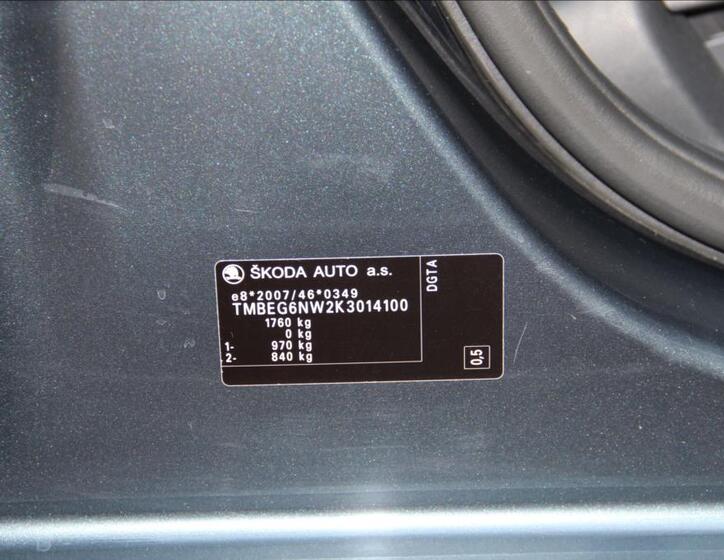 ŠKODA AUTO a.s.
e8*2007/46*0349
TMBEG6NW2K3014100
1760 kg
0 kg
1- 970 kg
2- 840 kg
DGTA
0,5